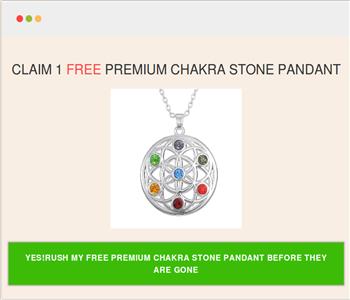 CLAIM 1 FREE PREMIUM CHAKRA STONE PANDANT
YES!RUSH MY FREE PREMIUM CHAKRA STONE PANDANT BEFORE THEY
ARE GONE